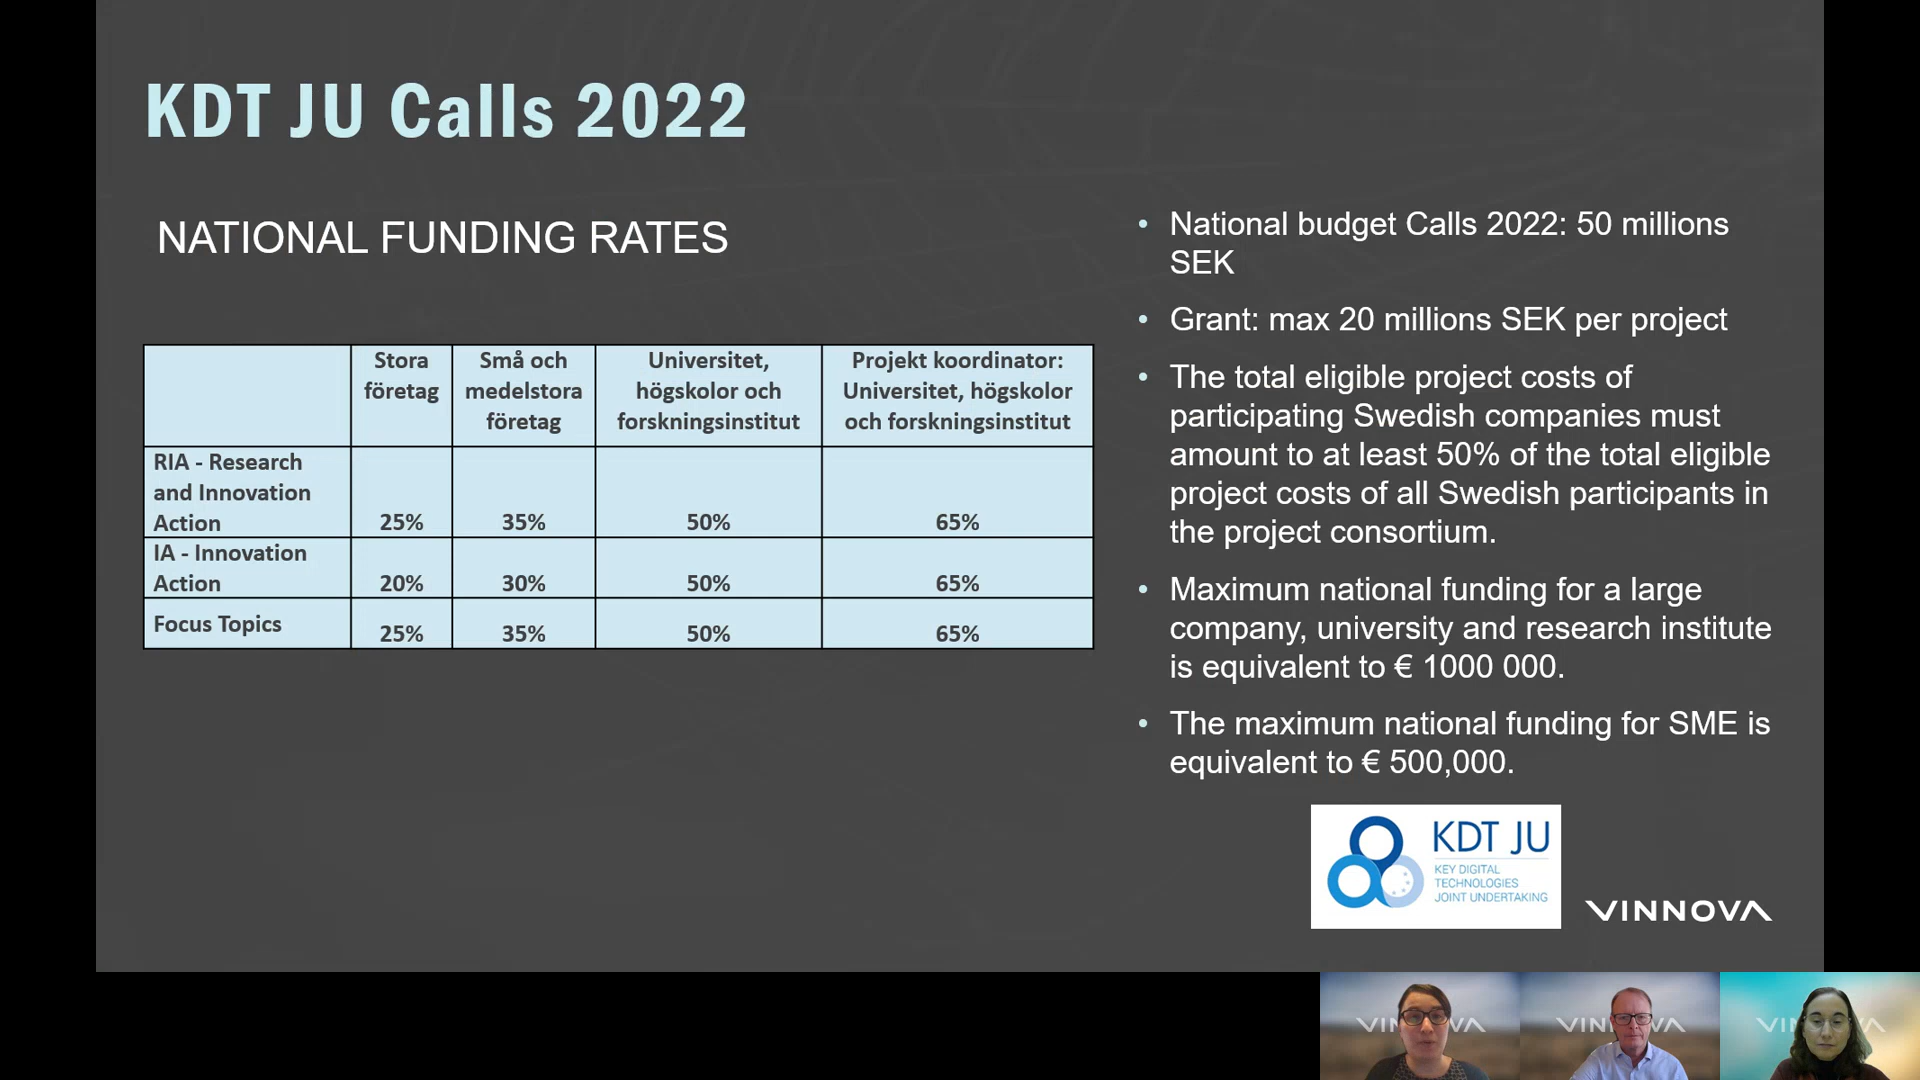 KDT JU Calls 2022
NATIONAL FUNDING RATES
Stora
företag
Små och
medelstora
företag
Universitet,
högskolor och
forskningsinstitut
Projekt koordinator:
Universitet, högskolor
och forskningsinstitut
RIA - Research
and Innovation
Action
25%
35%
50%
65%
IA - Innovation
Action
20%
30%
50%
65%
Focus Topics
25%
35%
50%
65%
• National budget Calls 2022: 50 millions
SEK
• Grant: max 20 millions SEK per project
• The total eligible project costs of
participating Swedish companies must
amount to at least 50% of the total eligible
project costs of all Swedish participants in
the project consortium.
• Maximum national funding for a large
company, university and research institute
is equivalent to € 1000 000.
• The maximum national funding for SME is
equivalent to € 500,000.
KDT JU
KEY DIGITAL
TECHNOLOGIES
JOINT UNDERTAKING
VINNOVA